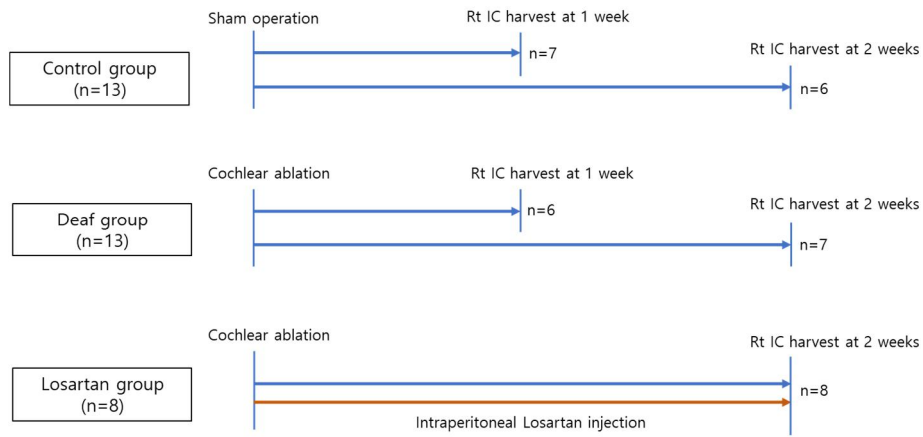 Sham operation
Rt IC harvest at 1 week
Rt IC harvest at 2 weeks
Control group
(n=13)
n=7
n=6
Cochlear ablation
Rt IC harvest at 1 week
Rt IC harvest at 2 weeks
Deaf group
(n=13)
n=6
n=7
Cochlear ablation
Rt IC harvest at 2 weeks
Losartan group
(n=8)
n=8
Intraperitoneal Losartan injection